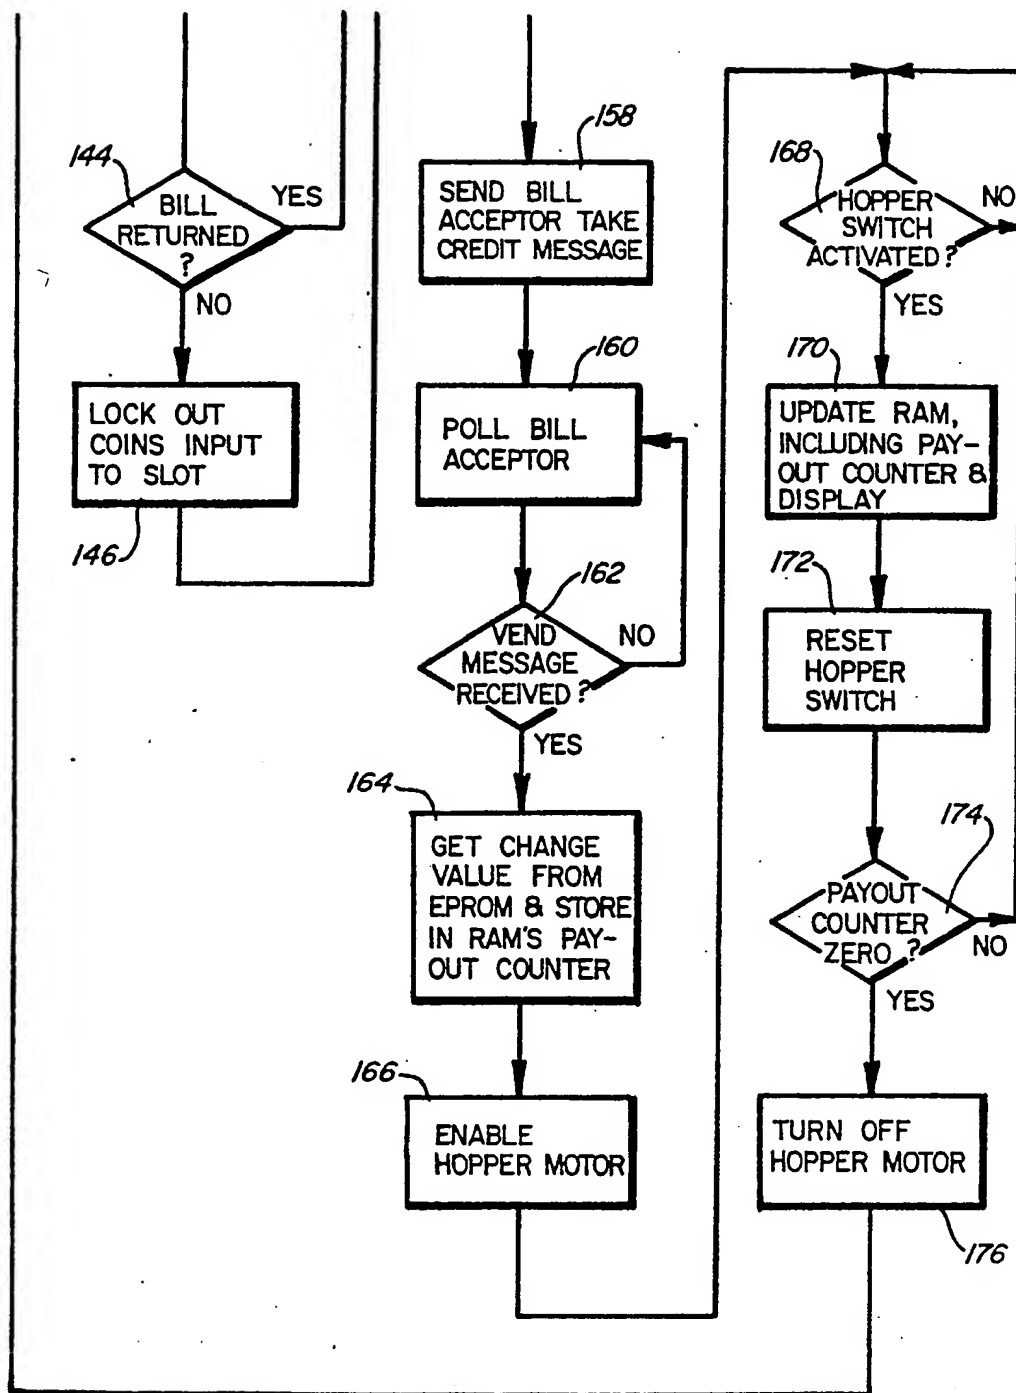 144
BILL
RETURNED
?
YES
NO
LOCK OUT
COINS INPUT
TO SLOT
146
158
SEND BILL
ACCEPTOR TAKE
CREDIT MESSAGE
160
POLL BILL
ACCEPTOR
162
VEND
MESSAGE
RECEIVED?
NO
YES
164
GET CHANGE
VALUE FROM
EPROM & STORE
IN RAM'S PAY-
OUT COUNTER
166
ENABLE
HOPPER MOTOR
168
HOPPER
SWITCH
ACTIVATED?
NO
YES
170
UPDATE RAM,
INCLUDING PAY-
OUT COUNTER &
DISPLAY
172
RESET
HOPPER
SWITCH
174
PAYOUT
COUNTER
ZERO?
NO
YES
TURN OFF
HOPPER MOTOR
176